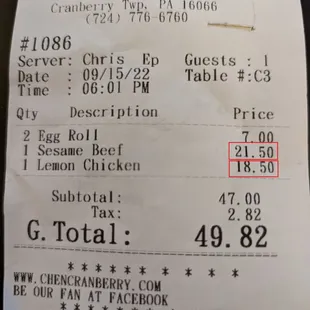 Cranberry Twp, PA 16066
(724) 776-6760
#1086
Server: Chris Ep Guests : 1
Date : 09/15/22 Table #:C3
Time : 06:01 PM
Qty Description Price
2 Egg Roll 7.00
1 Sesame Beef 21.50
1 Lemon Chicken 18.50
Subtotal: 47.00
Tax: 2.82
G.Total: 49.82
* * * * * * * * * *
WWW.CHENCRANBERRY.COM
BE OUR FAN AT FACEBOOK